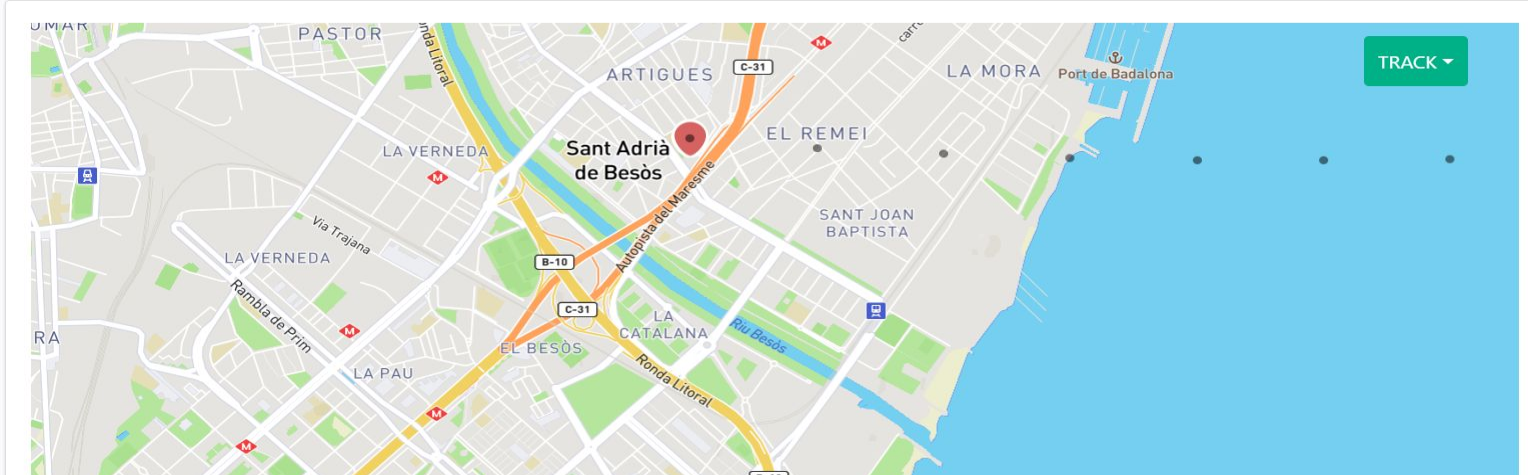 PASTOR
Ronda Litoral
ARTIGUES
C-31
M
LA MORA
Port de Badalona
TRACK
EL REMEI
Sant Adrià
de Besòs
LA VERNEDA
M
Autopista del Maresme
SANT JOAN
BAPTISTA
Via Trajana
LA VERNEDA
B-10
Rambla de Prim
C-31
LA
CATALANA
Riu Besòs
RA
M
EL BESÒS
LA PAU
Ronda Litoral
M
M